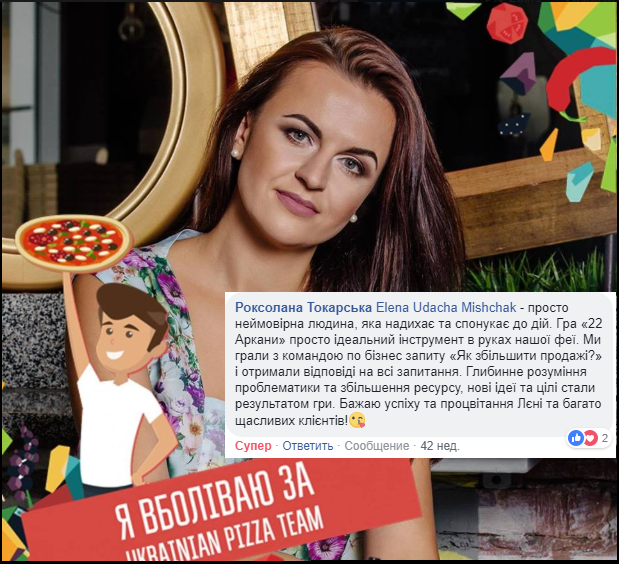 Роксолана Токарська Elena Udacha Mishchak - просто
неймовірна людина, яка надихає та спонукає до дій. Гра «22
Аркани» просто ідеальний інструмент в руках нашої феї. Ми
грали з командою по бізнес запиту «Як збільшити продажі?»
и отримали відповіді на всі запитання. Глибинне розуміння
проблематики та збільшення ресурсу, нові ідеї та цілі стали
результатом гри. Бажаю успіху та процвітання Лєні та багато
щасливих клієнтів!😘
Супер · Ответить · Сообщение · 42 нед.
2
Я ВБОЛІВАЮ ЗА
UKRAINIAN PIZZA TEAM